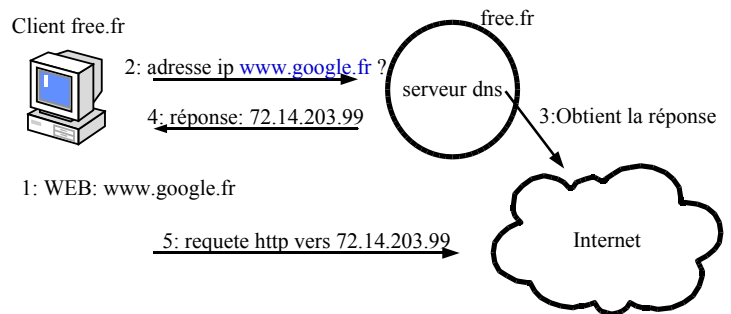 Client free.fr
free.fr
2: adresse ip www.google.fr ?
serveur dns
4: réponse: 72.14.203.99
3:Obtient la réponse
1: WEB: www.google.fr
5: requete http vers 72.14.203.99
Internet